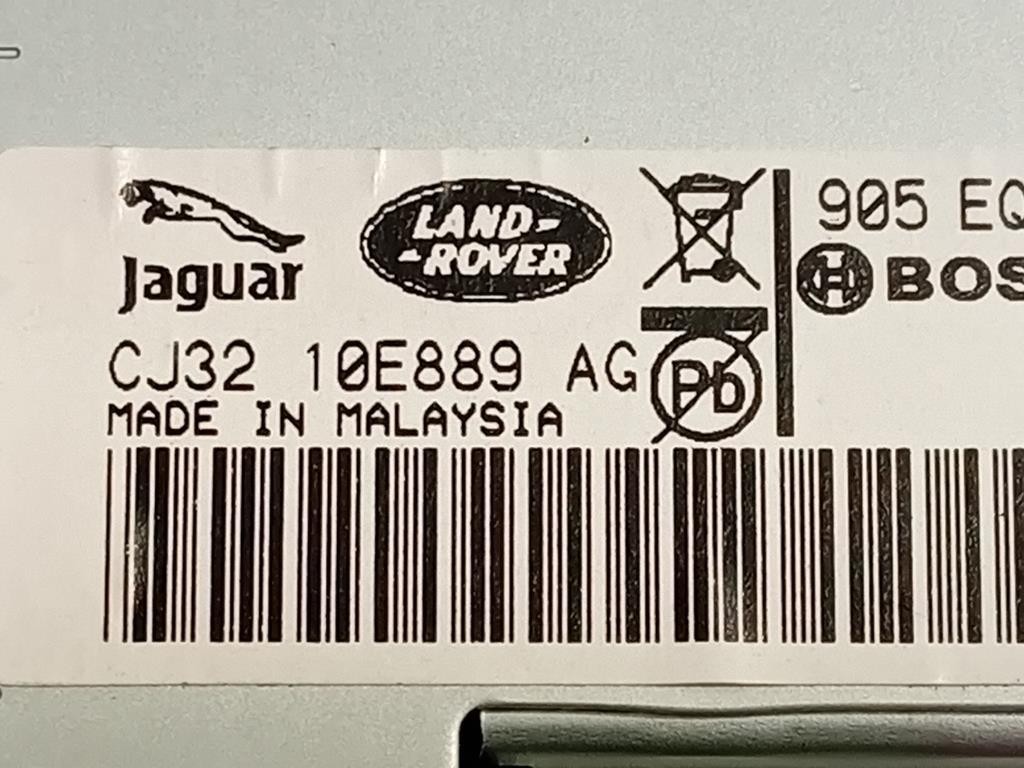 Jaguar
LAND
ROVER
905 EQ
BOS
CJ32 10E889 AG
Pb
MADE IN MALAYSIA